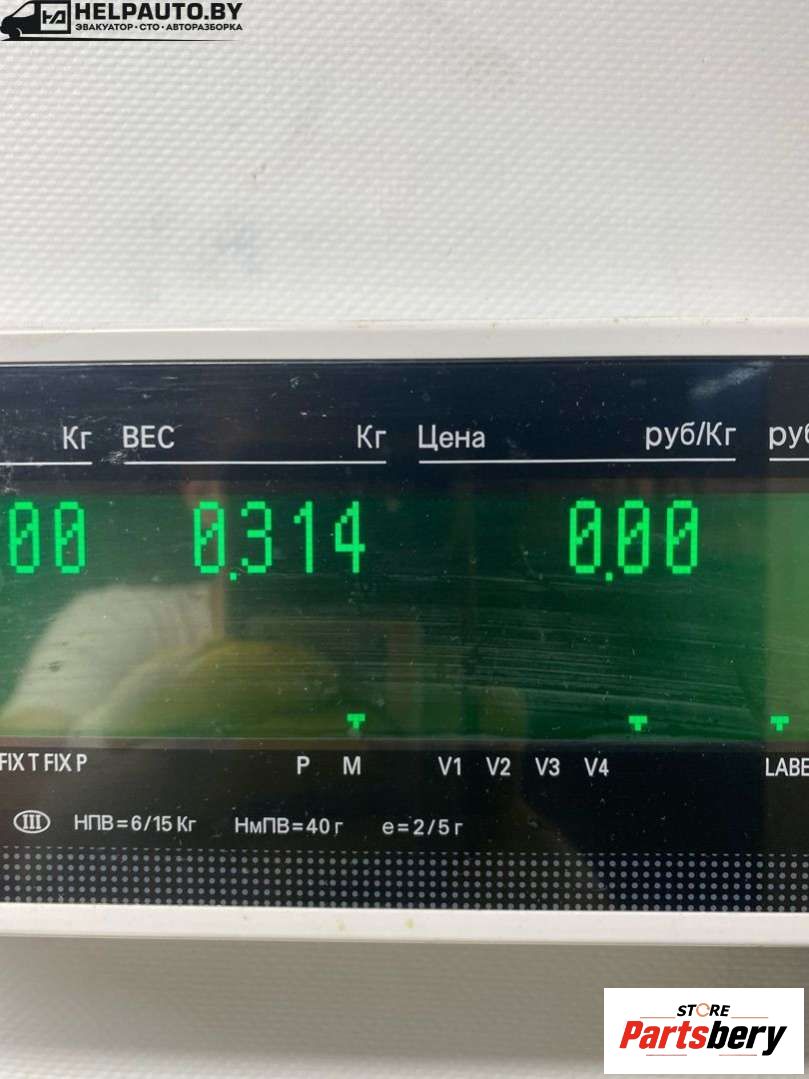 HELPAUTO.BY
ЭВАКУАТОР · СТО · АВТОРАЗБОРКА
Кг ВЕС Кг Цена руб/Кг руб
00 0.314 0.00
FIX T FIX P P M V1 V2 V3 V4 LABE
III НПВ=6/15 Кг НмПВ=40 г е=2/5 г
STORE
Partsbery